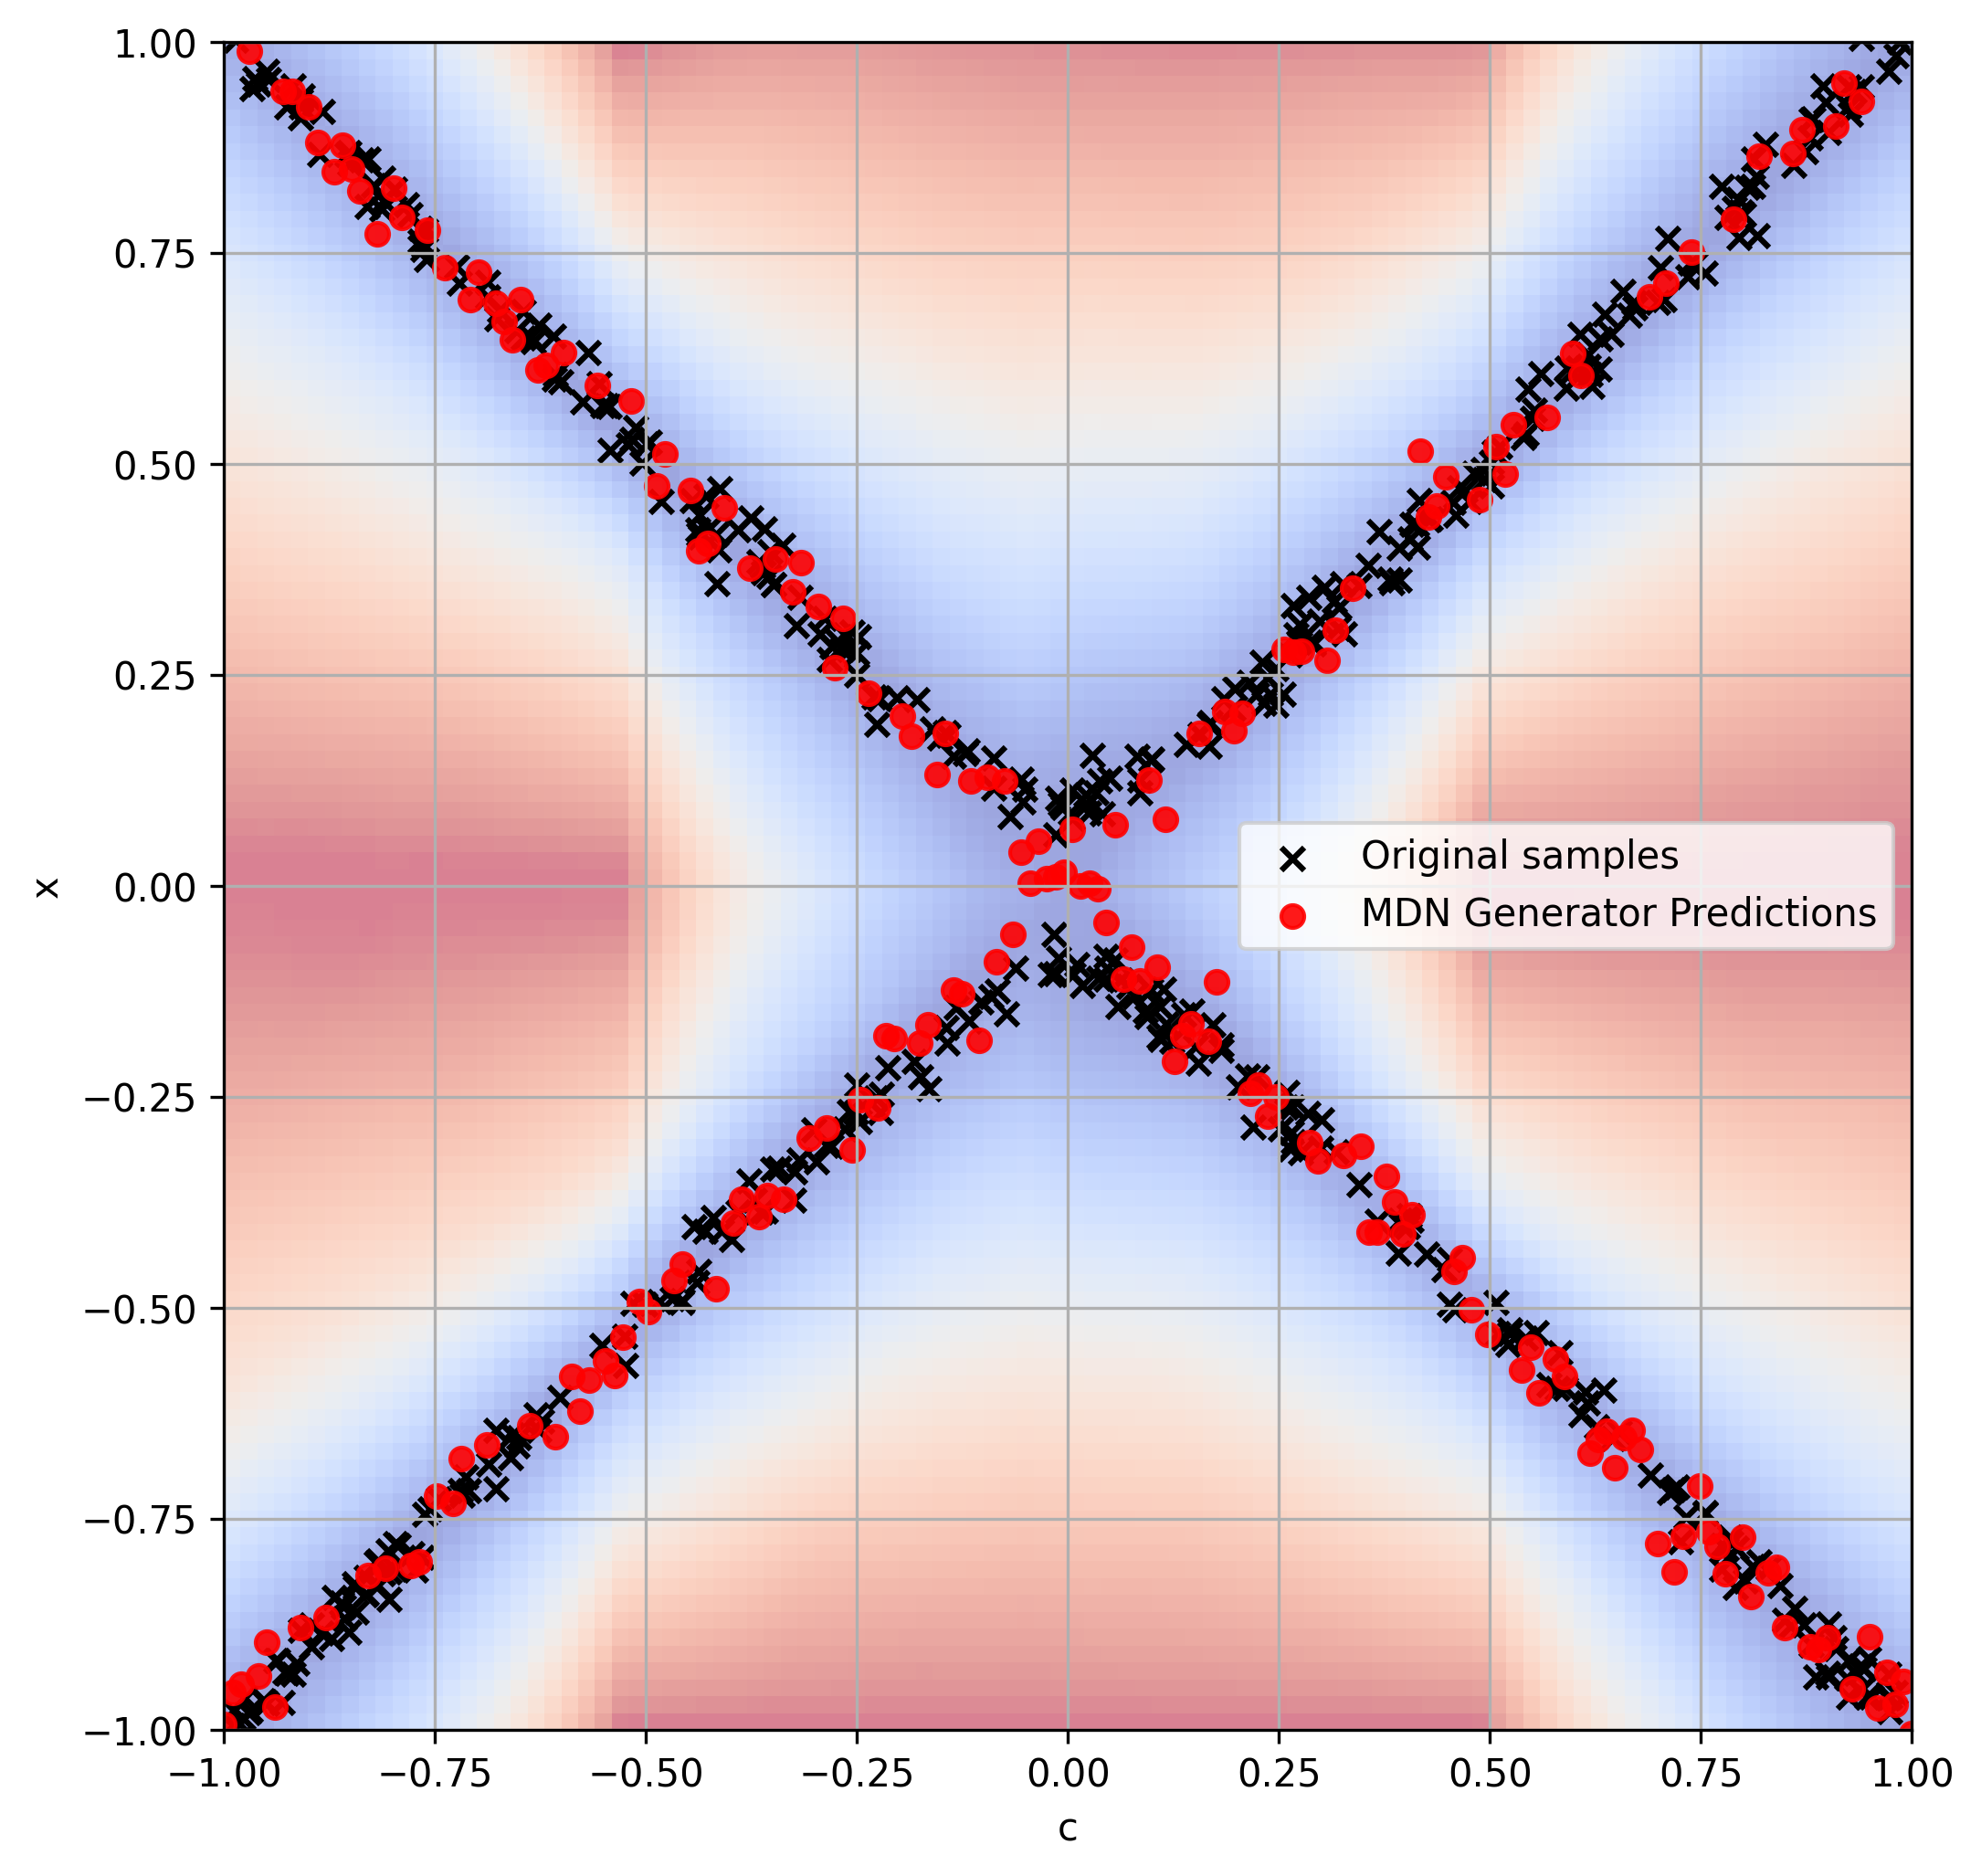 1.00
0.75
0.50
0.25
0.00
−0.25
−0.50
−0.75
−1.00
x
Original samples
MDN Generator Predictions
−1.00 −0.75 −0.50 −0.25 0.00 0.25 0.50 0.75 1.00
c